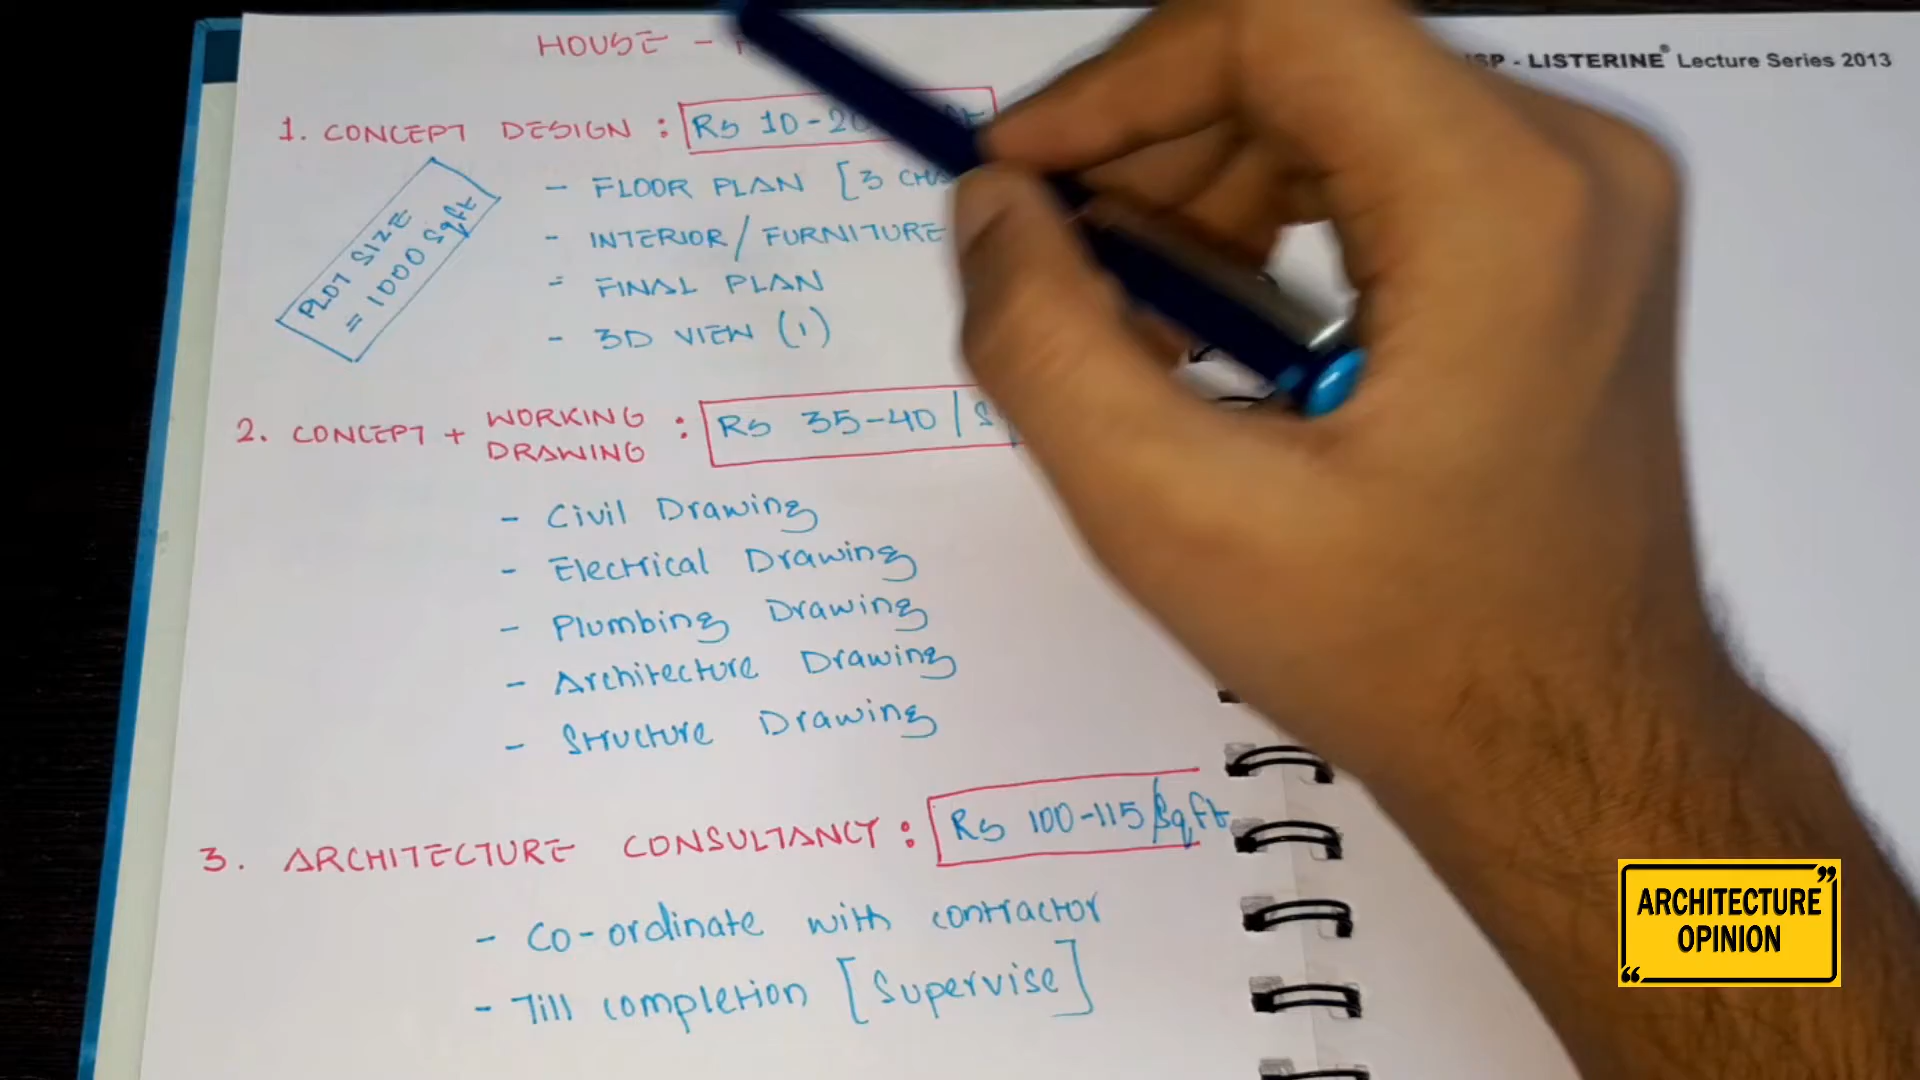 HOUSE -
- LISTERINE® Lecture Series 2013
1. CONCEPT DESIGN : Rs 10-20
PLOT SIZE
= 1000 sqft
- FLOOR PLAN [3
- INTERIOR / FURNITURE
- FINAL PLAN
- 3D VIEW (1)
2. CONCEPT + WORKING DRAWING : Rs 35-40 /
- Civil Drawing
- Electrical Drawing
- Plumbing Drawing
- Architecture Drawing
- Structure Drawing
3. ARCHITECTURE CONSULTANCY : Rs 100-115/Sqft
- Co-ordinate with contractor
- Till completion [Supervise]
ARCHITECTURE
OPINION